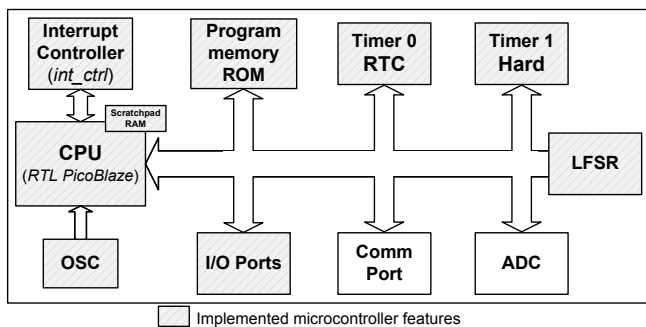 Interrupt
Controller
(int_ctrl)
Program
memory
ROM
Timer 0
RTC
Timer 1
Hard
Scratchpad
RAM
CPU
(RTL PicoBlaze)
LFSR
OSC
I/O Ports
Comm
Port
ADC
Implemented microcontroller features